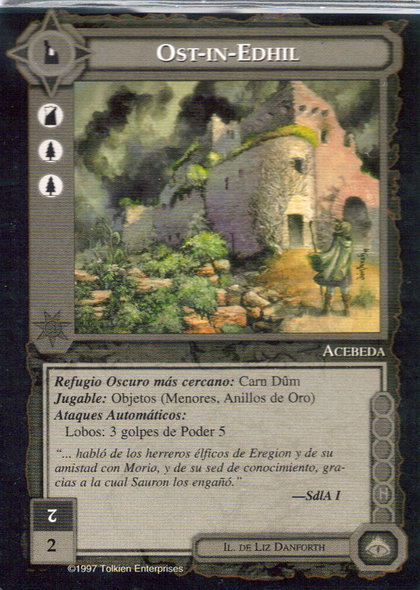 OST-IN-EDHIL
ACEBEDA
Refugio Oscuro más cercano: Carn Dûm
Jugable: Objetos (Menores, Anillos de Oro)
Ataques Automáticos:
Lobos: 3 golpes de Poder 5
“... habló de los herreros élficos de Eregion y de su
amistad con Moria, y de su sed de conocimiento, gra-
cias a la cual Sauron los engañó.”
—SdlA I
2
2
IL. DE LIZ DANFORTH
©1997 Tolkien Enterprises